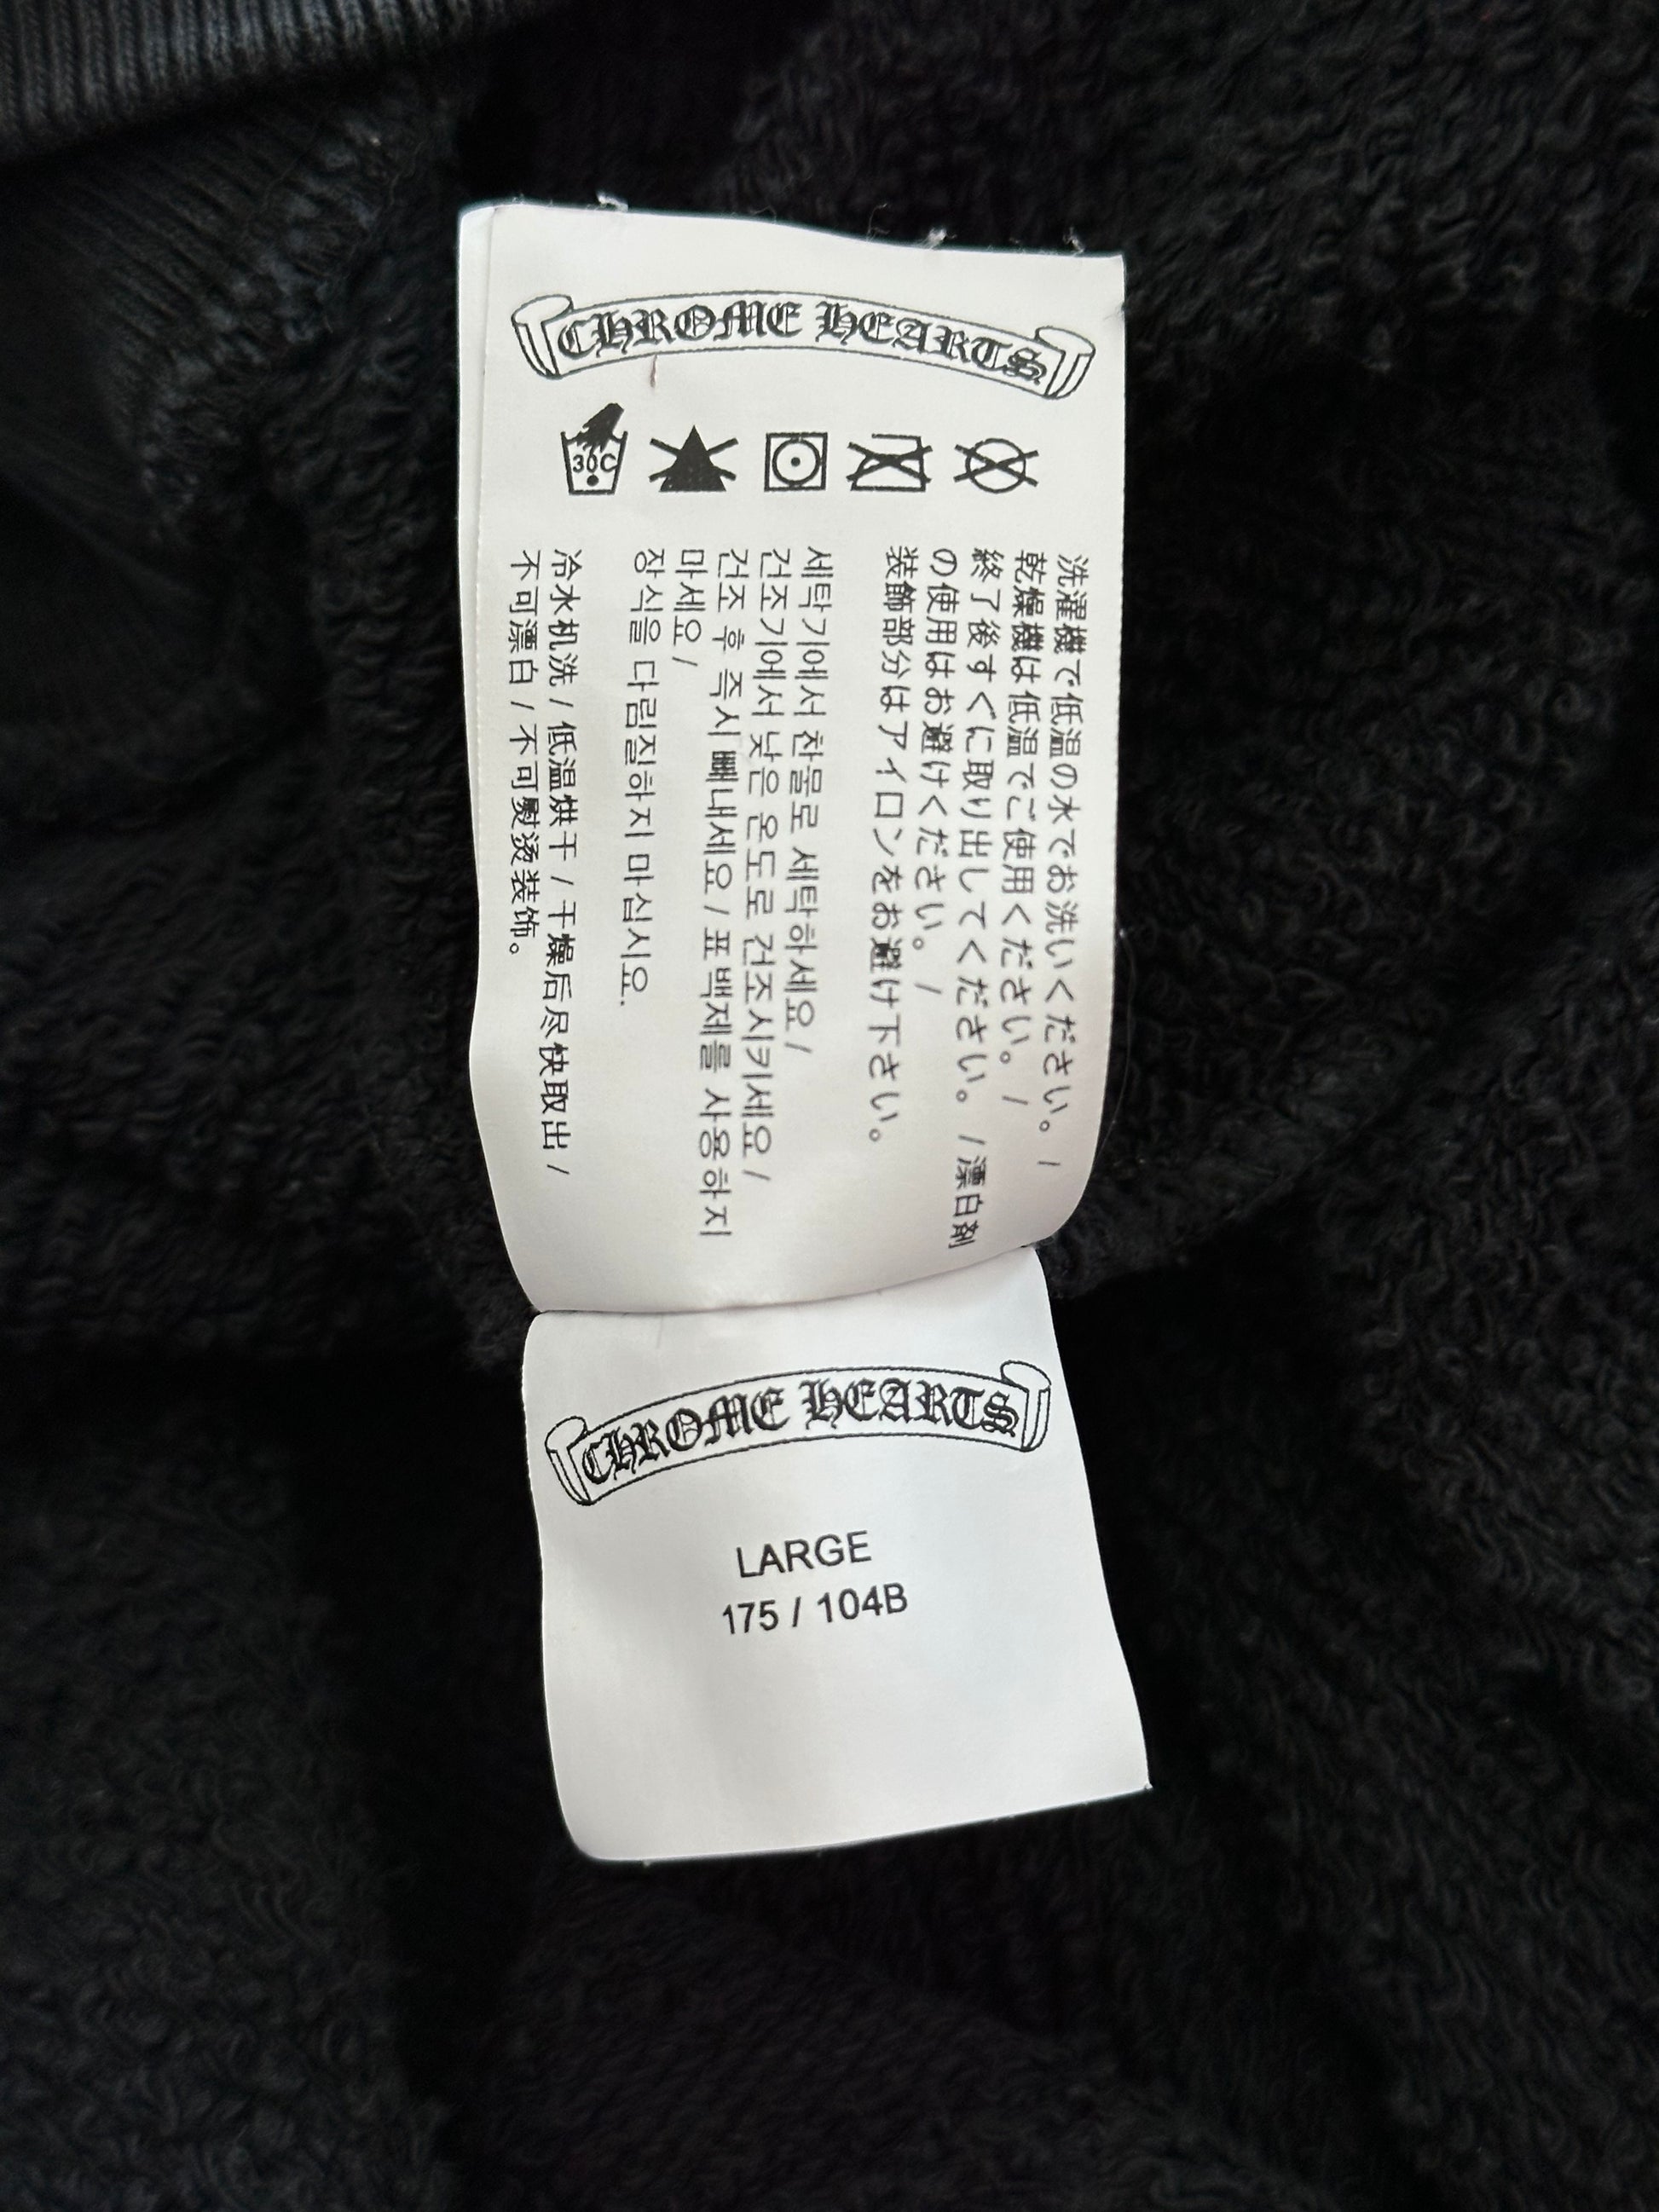 CHROME HEARTS
30C
洗濯機で低温の水でお洗いください。 /
乾燥機は低温でご使用ください。 /
終了後すぐに取り出してください。 / 漂白剤
の使用はお避けください。 /
装飾部分はアイロンをお避け下さい。
세탁기에서 찬물로 세탁하세요 /
건조기에서 낮은 온도로 건조시키세요 /
건조 후 즉시 빼내세요 / 표백제를 사용하지
마세요 /
장식을 다림질하지 마십시요.
冷水机洗 / 低温烘干 / 干燥后尽快取出 /
不可漂白 / 不可熨烫装饰。
CHROME HEARTS
LARGE
175 / 104B